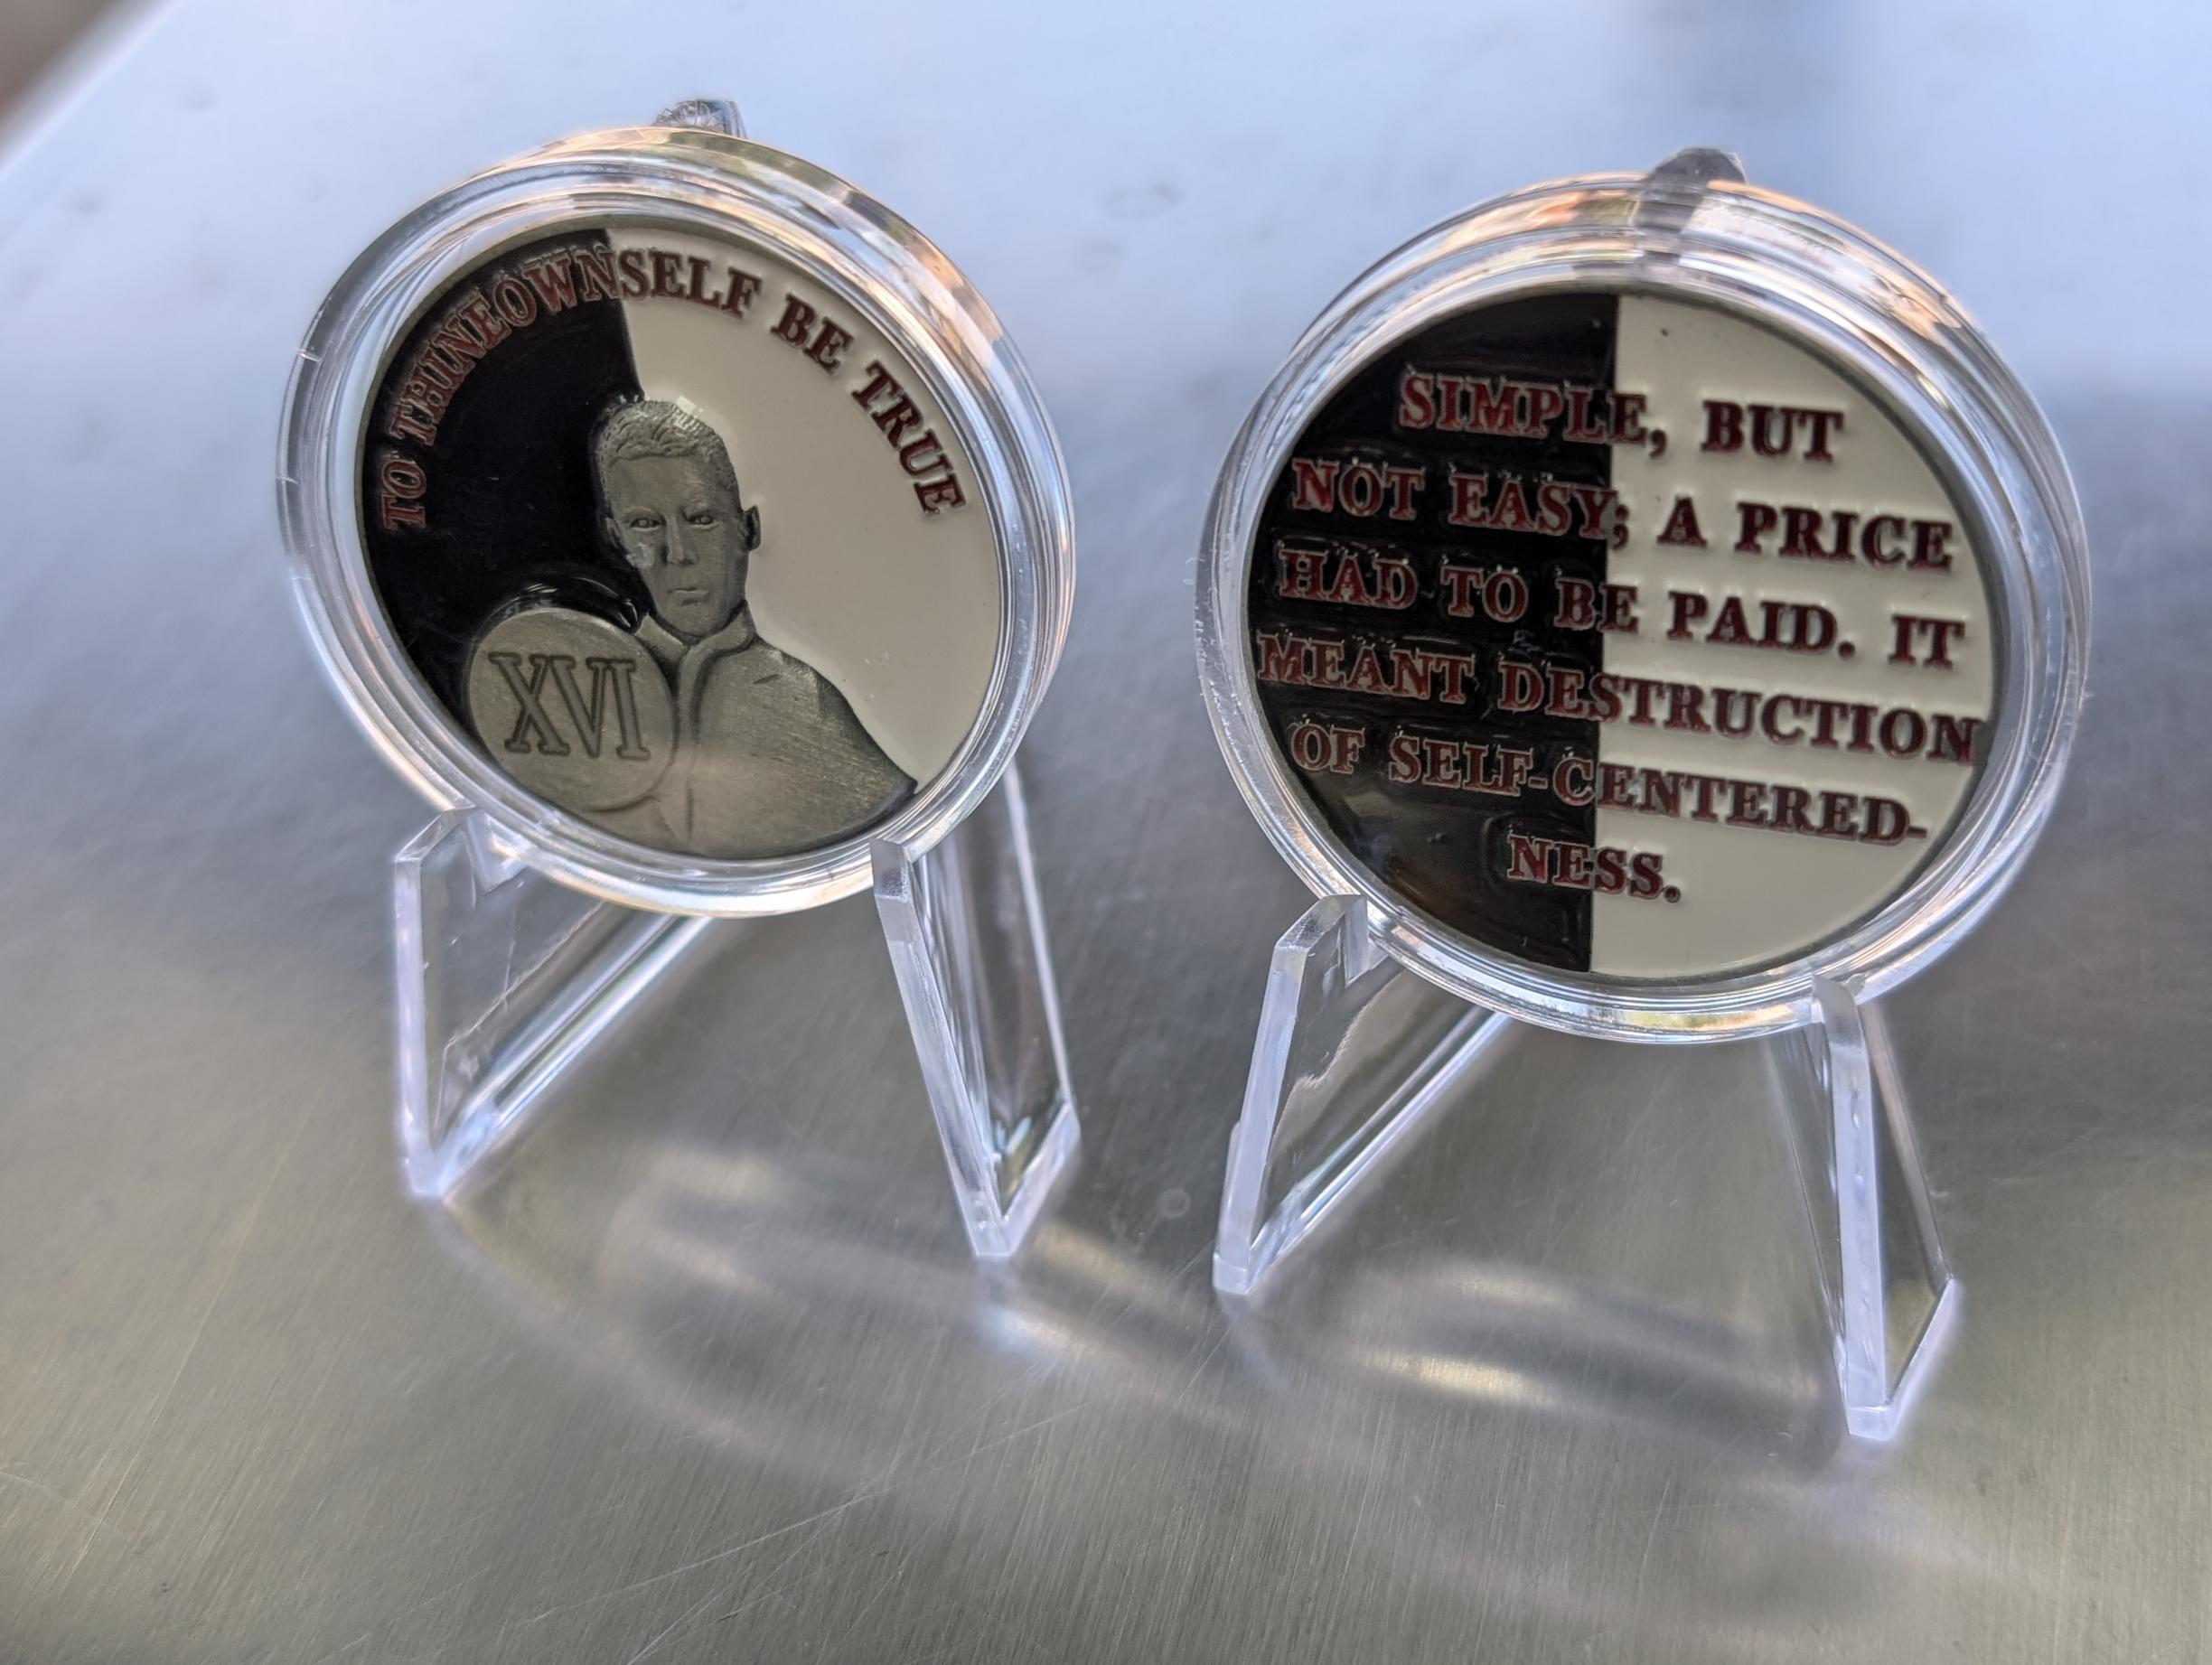 TO THINEOWNSELF BE TRUE
XVI
SIMPLE, BUT
NOT EASY; A PRICE
HAD TO BE PAID. IT
MEANT DESTRUCTION
OF SELF-CENTERED-
NESS.